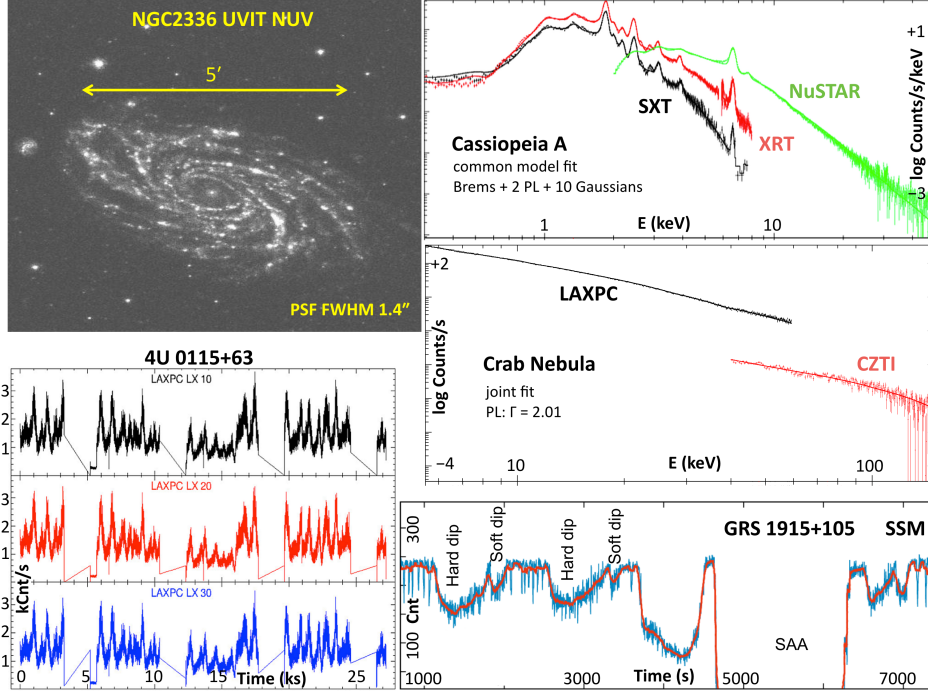 NGC2336 UVIT NUV
5′
PSF FWHM 1.4″
+1
NuSTAR
SXT
XRT
Cassiopeia A
common model fit
Brems + 2 PL + 10 Gaussians
log Counts/s/keV
−3
1
E (keV)
10
+2
LAXPC
log Counts/s
Crab Nebula
CZTI
joint fit
PL: Γ = 2.01
−4
10
E (keV)
100
4U 0115+63
LAXPC LX 10
3
2
1
LAXPC LX 20
3
2
1
kCnt/s
LAXPC LX 30
3
2
1
0
5
10
15
Time (ks)
25
GRS 1915+105
SSM
300
Cnt
100
Hard dip
Soft dip
Hard dip
Soft dip
SAA
1000
3000
Time (s)
5000
7000